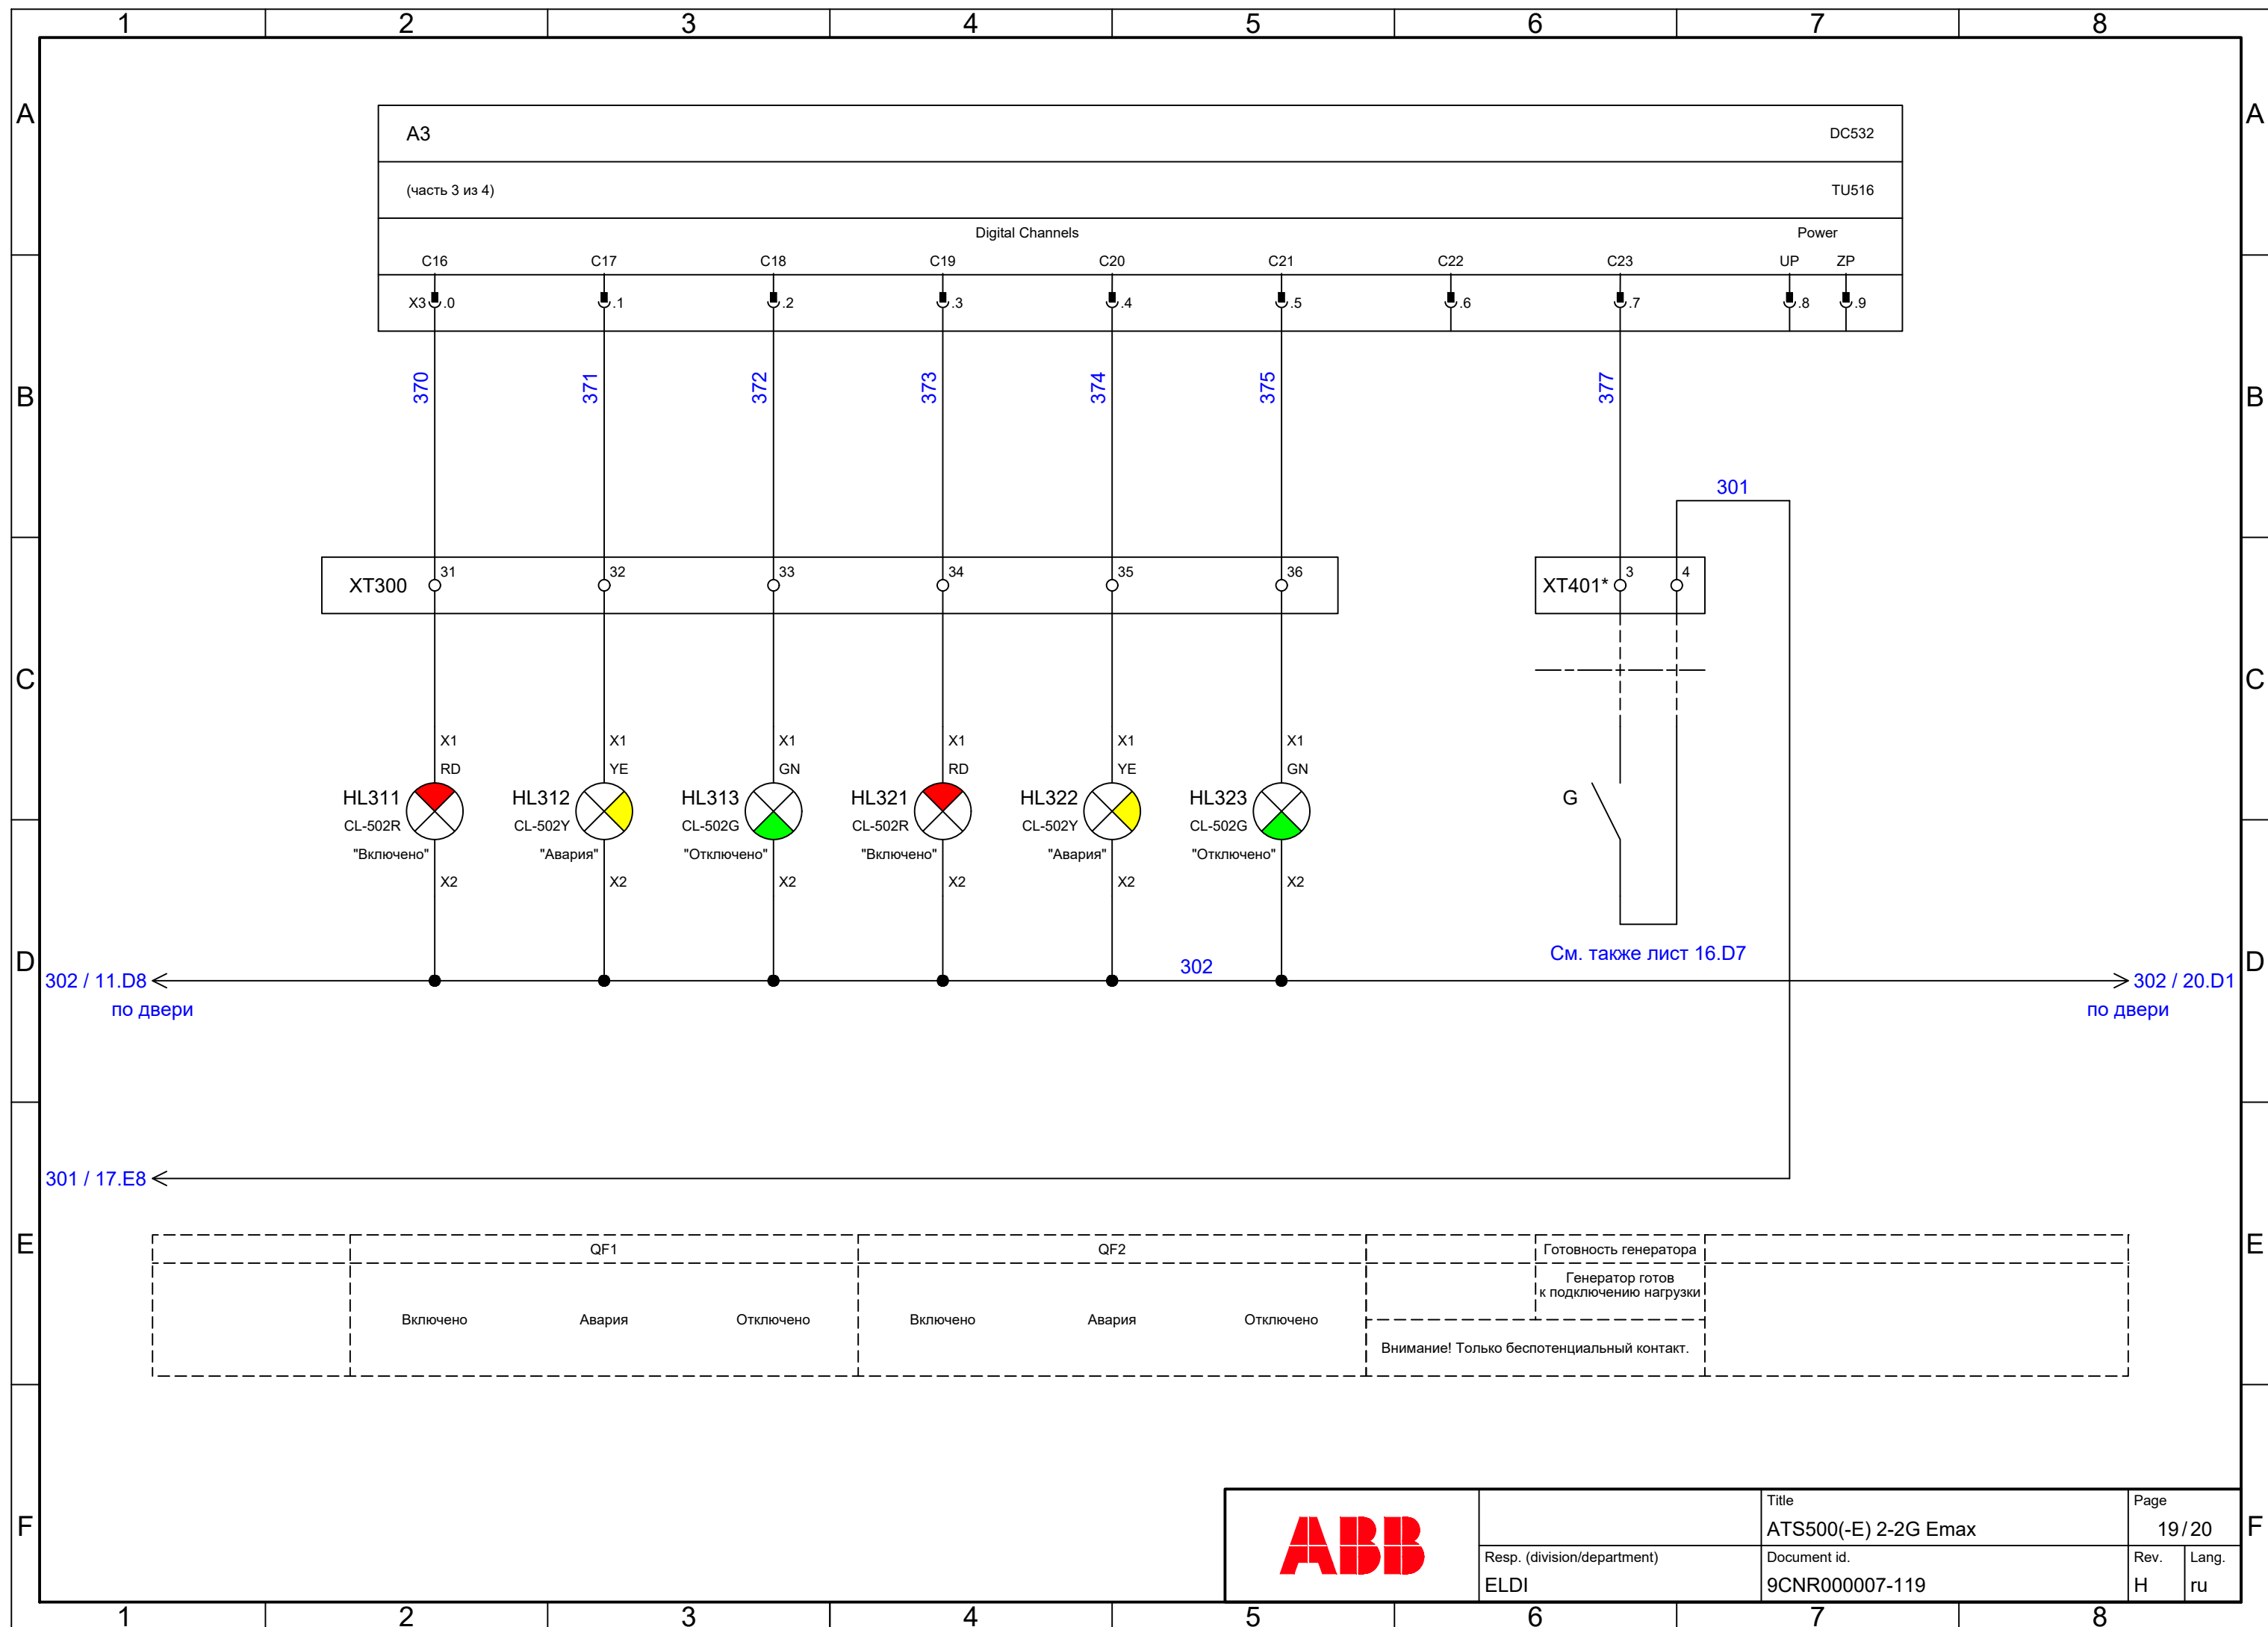 1 2 3 4 5 6 7 8
A A
A3 DC532
(часть 3 из 4) TU516
Digital Channels Power
C16 C17 C18 C19 C20 C21 C22 C23 UP ZP
X3 .0 .1 .2 .3 .4 .5 .6 .7 .8 .9
B B
370 371 372 373 374 375 377
301
XT300 31 32 33 34 35 36 XT401* 3 4
C C
X1 X1 X1 X1 X1 X1
RD YE GN RD YE GN
HL311 HL312 HL313 HL321 HL322 HL323 G
CL-502R CL-502Y CL-502G CL-502R CL-502Y CL-502G
"Включено" "Авария" "Отключено" "Включено" "Авария" "Отключено"
X2 X2 X2 X2 X2 X2
См. также лист 16.D7
D D
302 / 11.D8 302 302 / 20.D1
по двери по двери
301 / 17.E8
E E
QF1 QF2 Готовность генератора
Генератор готов
к подключению нагрузки
Включено Авария Отключено Включено Авария Отключено
Внимание! Только беспотенциальный контакт.
F F
ABB
Title
ATS500(-E) 2-2G Emax
Page
19 / 20
Resp. (division/department)
ELDI
Document id.
9CNR000007-119
Rev.
H
Lang.
ru
1 2 3 4 5 6 7 8